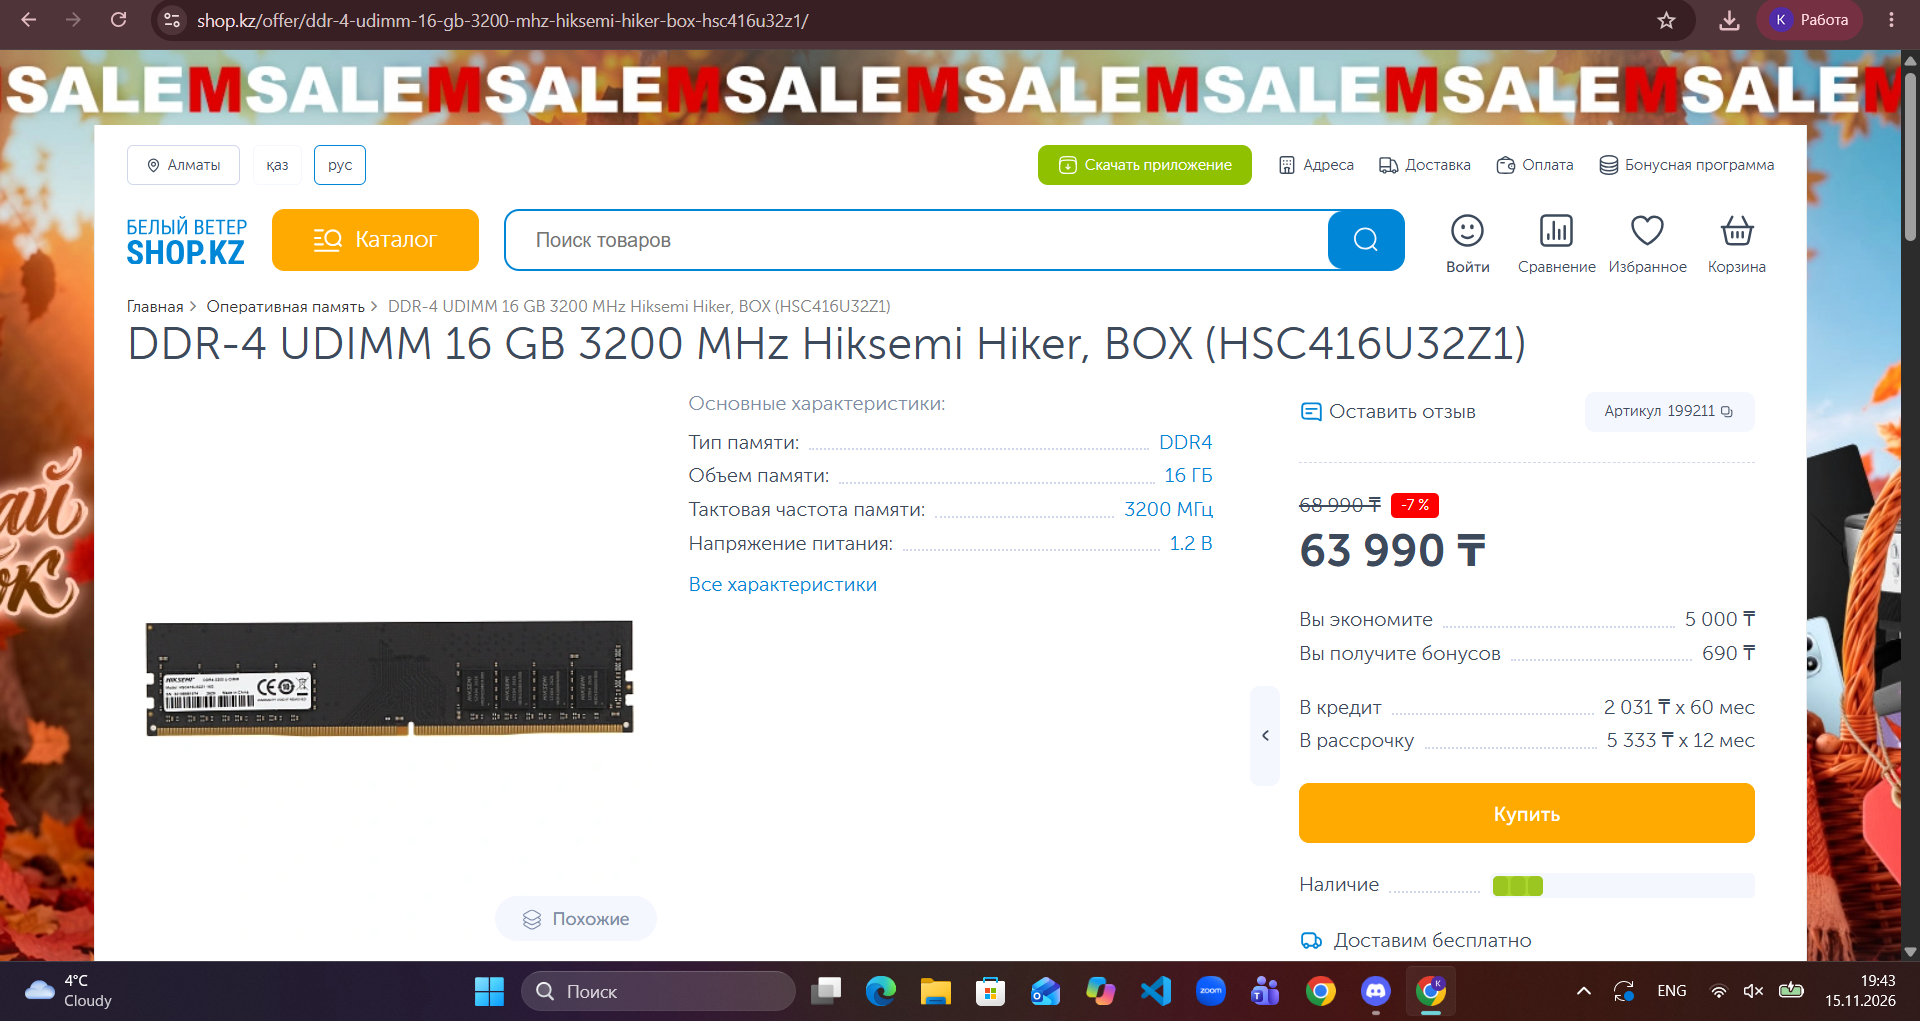 shop.kz/offer/ddr-4-udimm-16-gb-3200-mhz-hiksemi-hiker-box-hsc416u32z1/
K Работа
SALEMSALEMSALEMSALEMSALEMSALEMSALEMSALEM
Алматы қаз рус Скачать приложение Адреса Доставка Оплата Бонусная программа
БЕЛЫЙ ВЕТЕР
SHOP.KZ
Каталог
Поиск товаров
Войти Сравнение Избранное Корзина
Главная > Оперативная память > DDR-4 UDIMM 16 GB 3200 MHz Hiksemi Hiker, BOX (HSC416U32Z1)
DDR-4 UDIMM 16 GB 3200 MHz Hiksemi Hiker, BOX (HSC416U32Z1)
Основные характеристики:
Тип памяти: DDR4
Объем памяти: 16 ГБ
Тактовая частота памяти: 3200 МГц
Напряжение питания: 1.2 В
Все характеристики
HIKSEMI
Похожие
Оставить отзыв Артикул 199211
68 990 ₸ -7 %
63 990 ₸
Вы экономите 5 000 ₸
Вы получите бонусов 690 ₸
В кредит 2 031 ₸ x 60 мес
В рассрочку 5 333 ₸ x 12 мес
Купить
Наличие
Доставим бесплатно
4°C
Cloudy
Поиск
zoom
ENG
19:43
15.11.2026